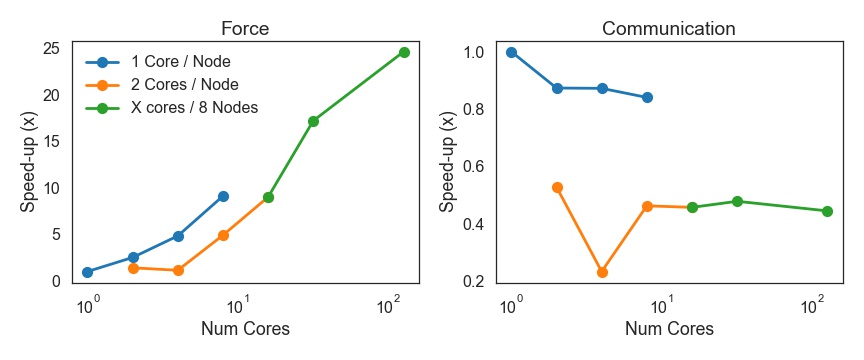 Force
Communication
25
20
15
10
5
0
Speed-up (x)
1 Core / Node
2 Cores / Node
X cores / 8 Nodes
10^0
10^1
10^2
Num Cores
1.0
0.8
0.6
0.4
0.2
Speed-up (x)
10^0
10^1
10^2
Num Cores